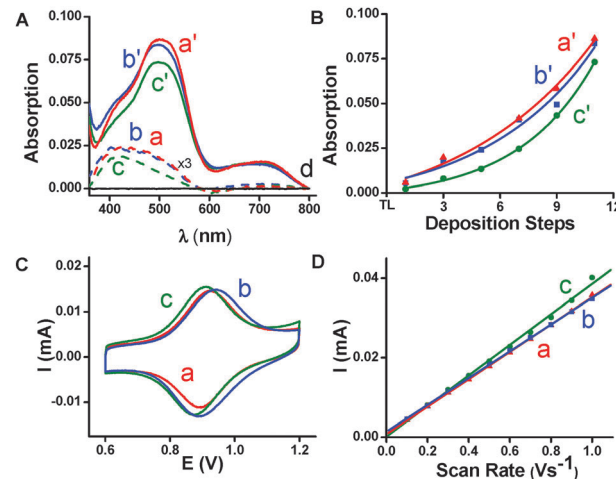 A
0.100
0.075
0.050
0.025
0.000
Absorption
a'
b'
c'
b
a
c
x3
d
400 500 600 700 800
λ (nm)
B
0.100
0.075
0.050
0.025
0.000
Absorption
a'
b'
c'
TL 3 6 9 12
Deposition Steps
C
0.02
0.01
0.00
-0.01
I (mA)
c
b
a
0.6 0.8 1.0 1.2
E (V)
D
0.04
0.02
0.00
I (mA)
c
b
a
0.0 0.2 0.4 0.6 0.8 1.0
Scan Rate (Vs-1)